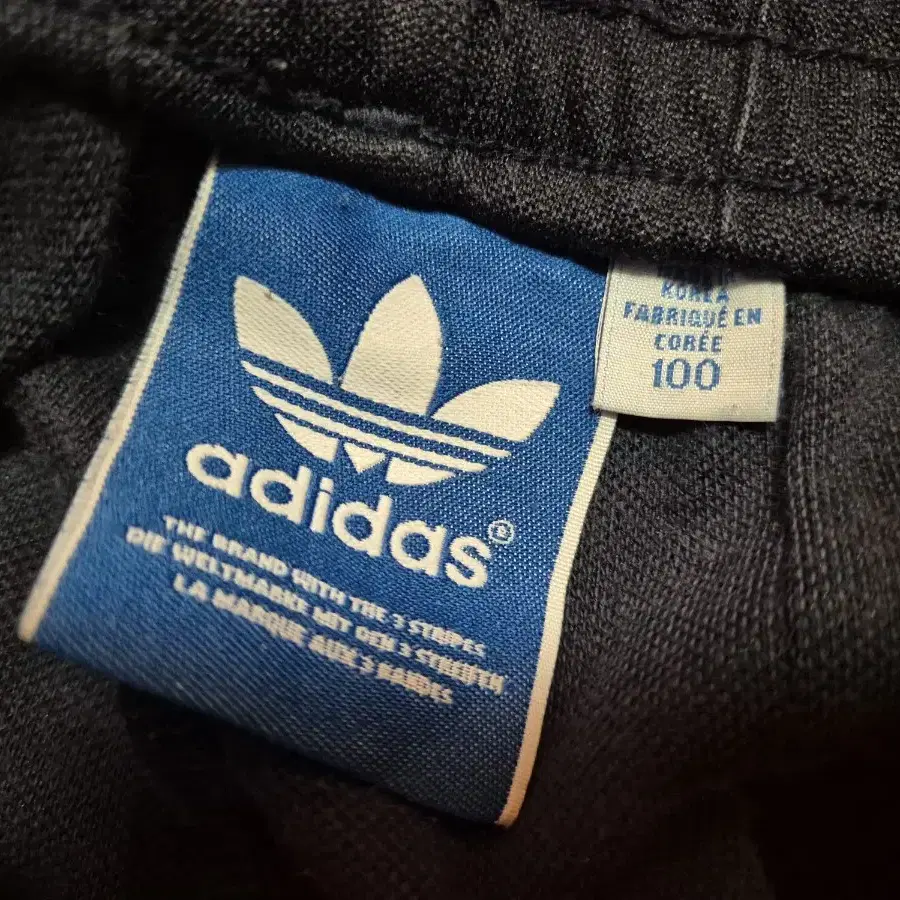 adidas®
THE BRAND WITH THE 3 STRIPES
DIE WELTMARKE MIT DEN 3 STREIFEN
LA MARQUE AUX 3 BANDES
KOREA
FABRIQUÉ EN
CORÉE
100